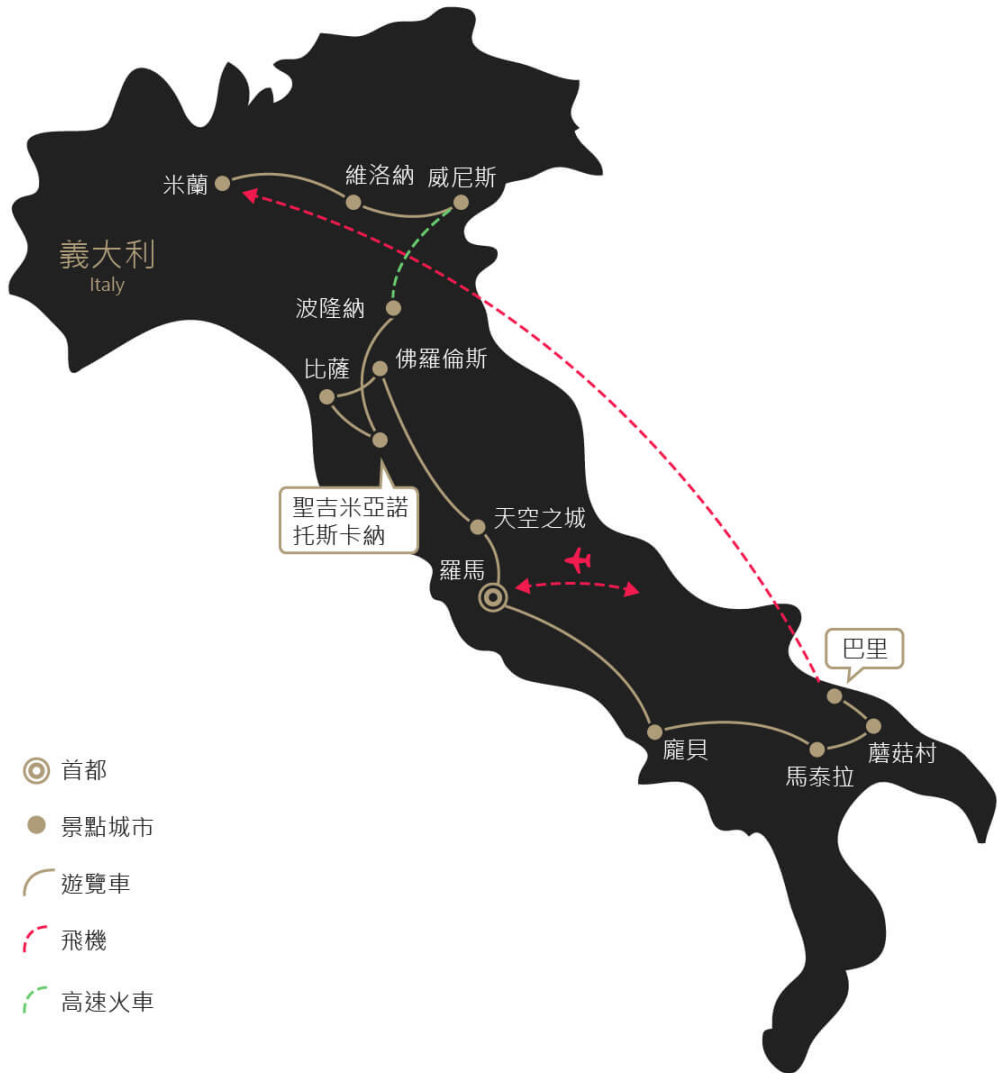 米蘭
維洛納
威尼斯
義大利
Italy
波隆納
佛羅倫斯
比薩
聖吉米亞諾
托斯卡納
天空之城
羅馬
巴里
龐貝
蘑菇村
馬泰拉
首都
景點城市
遊覽車
飛機
高速火車